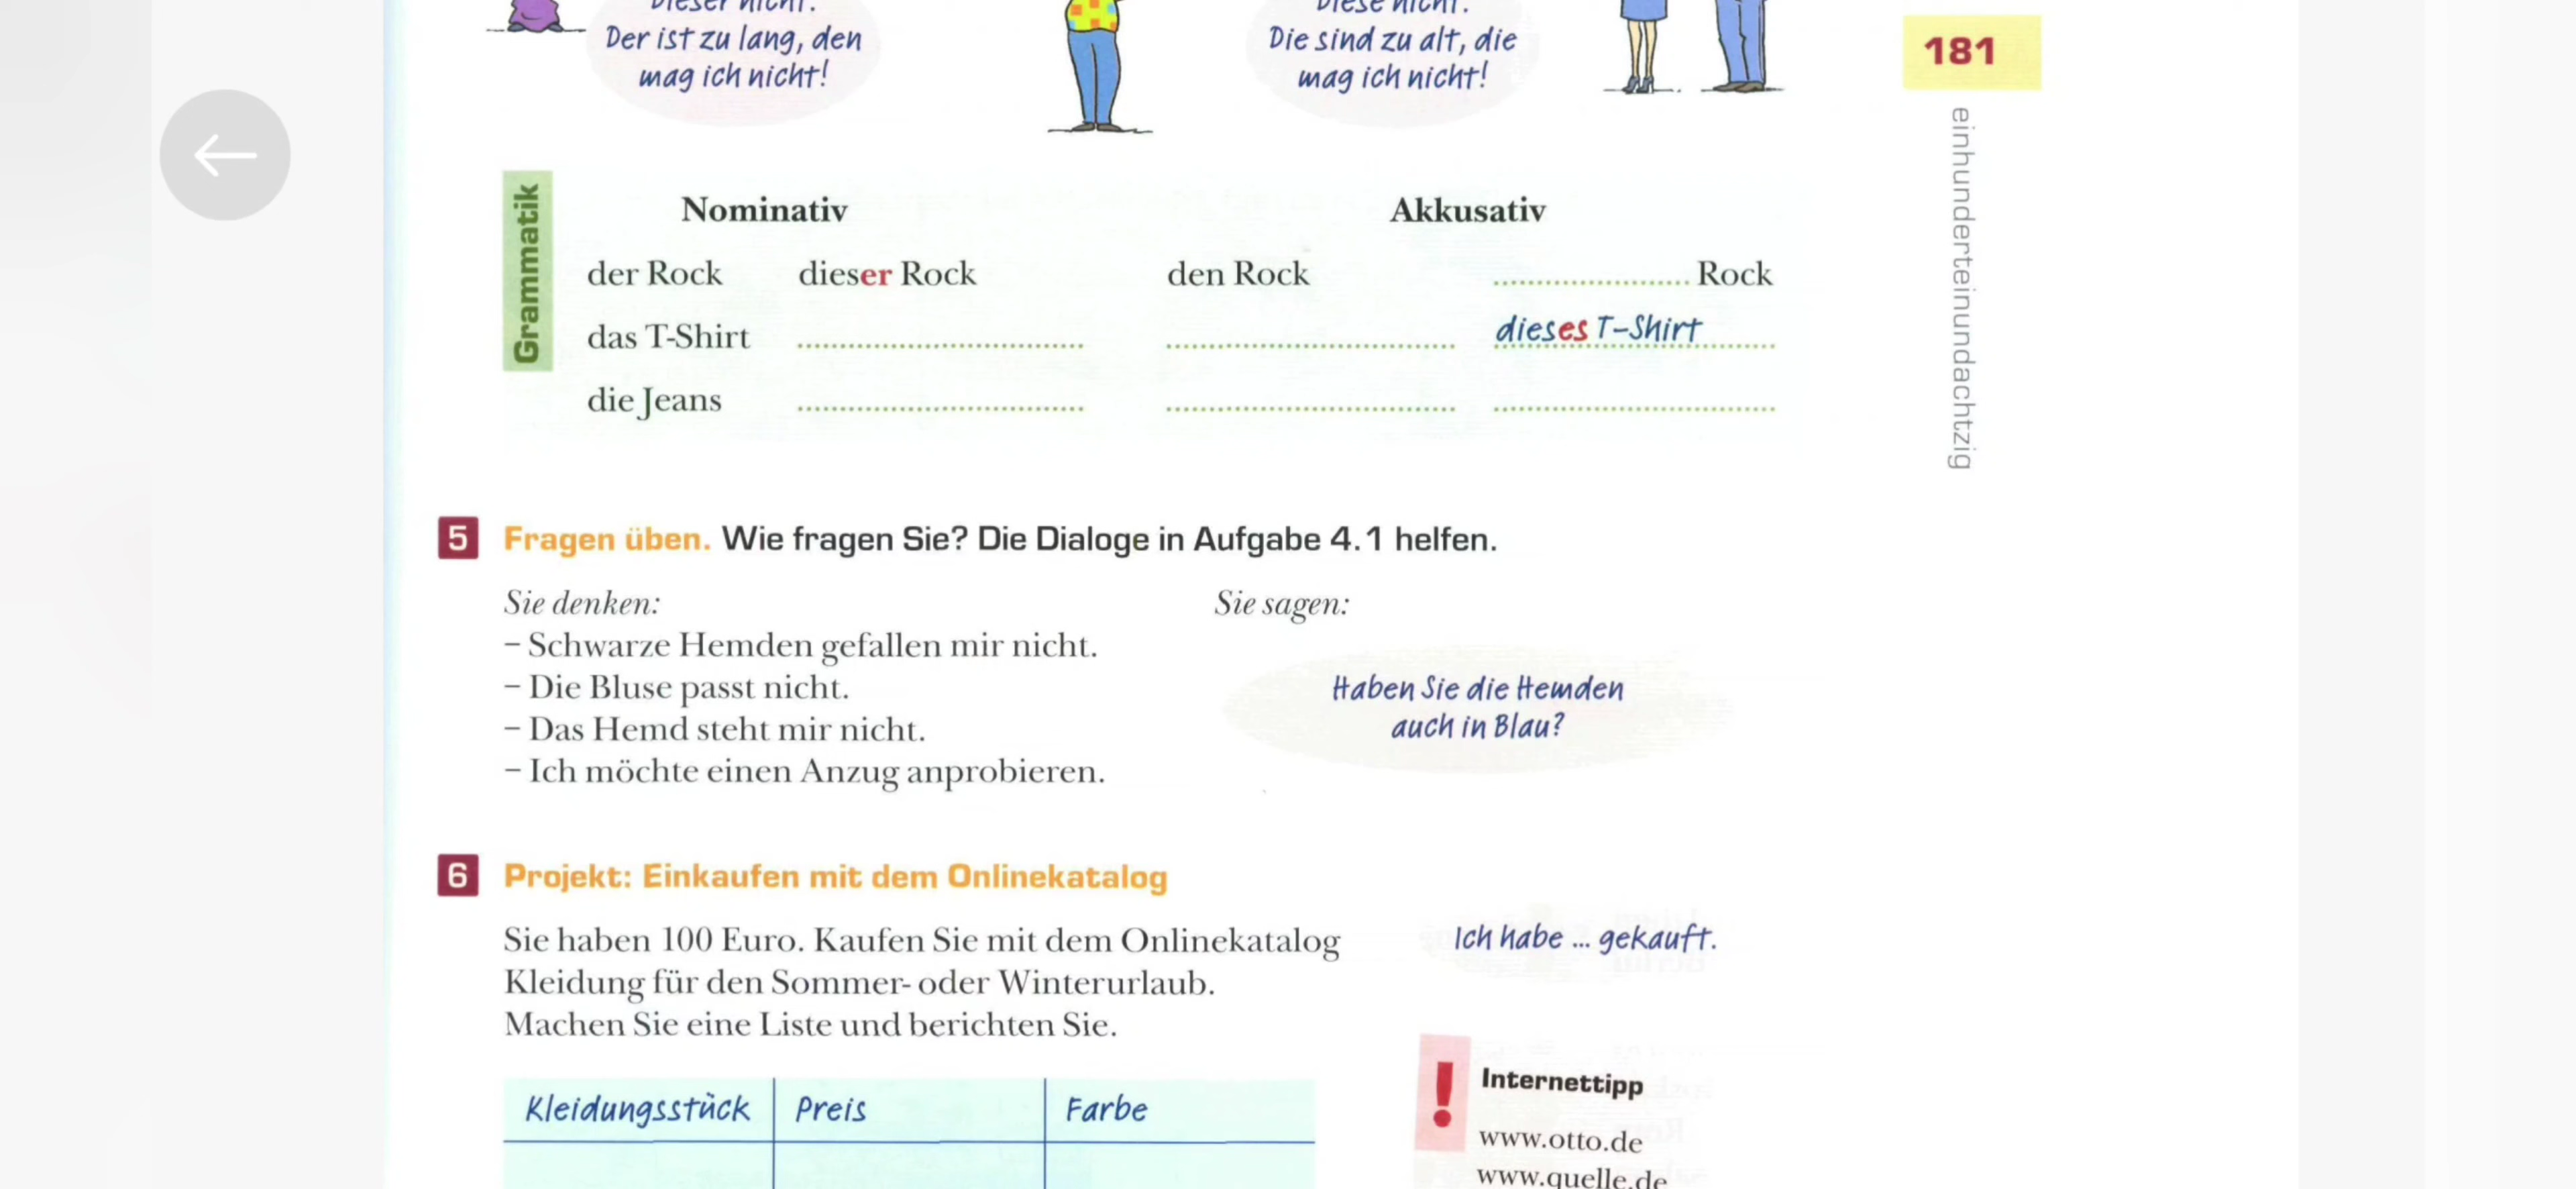 Der ist zu lang, den
mag ich nicht!
Diese nicht.
Die sind zu alt, die
mag ich nicht!
181
einhunderteinundachtzig
Grammatik
Nominativ Akkusativ
der Rock dieser Rock den Rock ..................... Rock
das T-Shirt ..................... ..................... dieses T-Shirt
die Jeans ..................... ..................... .....................
5 Fragen üben. Wie fragen Sie? Die Dialoge in Aufgabe 4.1 helfen.
Sie denken:
– Schwarze Hemden gefallen mir nicht.
– Die Bluse passt nicht.
– Das Hemd steht mir nicht.
– Ich möchte einen Anzug anprobieren.
Sie sagen:
Haben Sie die Hemden
auch in Blau?
6 Projekt: Einkaufen mit dem Onlinekatalog
Sie haben 100 Euro. Kaufen Sie mit dem Onlinekatalog
Kleidung für den Sommer- oder Winterurlaub.
Machen Sie eine Liste und berichten Sie.
Ich habe ... gekauft.
Kleidungsstück Preis Farbe
! Internettipp
www.otto.de
www.quelle.de